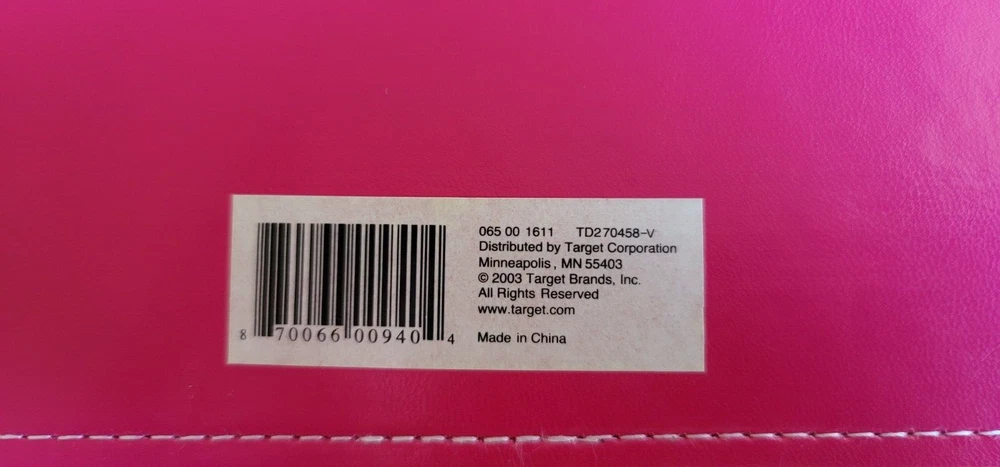 065 00 1611 TD270458-V
Distributed by Target Corporation
Minneapolis, MN 55403
© 2003 Target Brands, Inc.
All Rights Reserved
www.target.com
Made in China
8 70066 00940 4